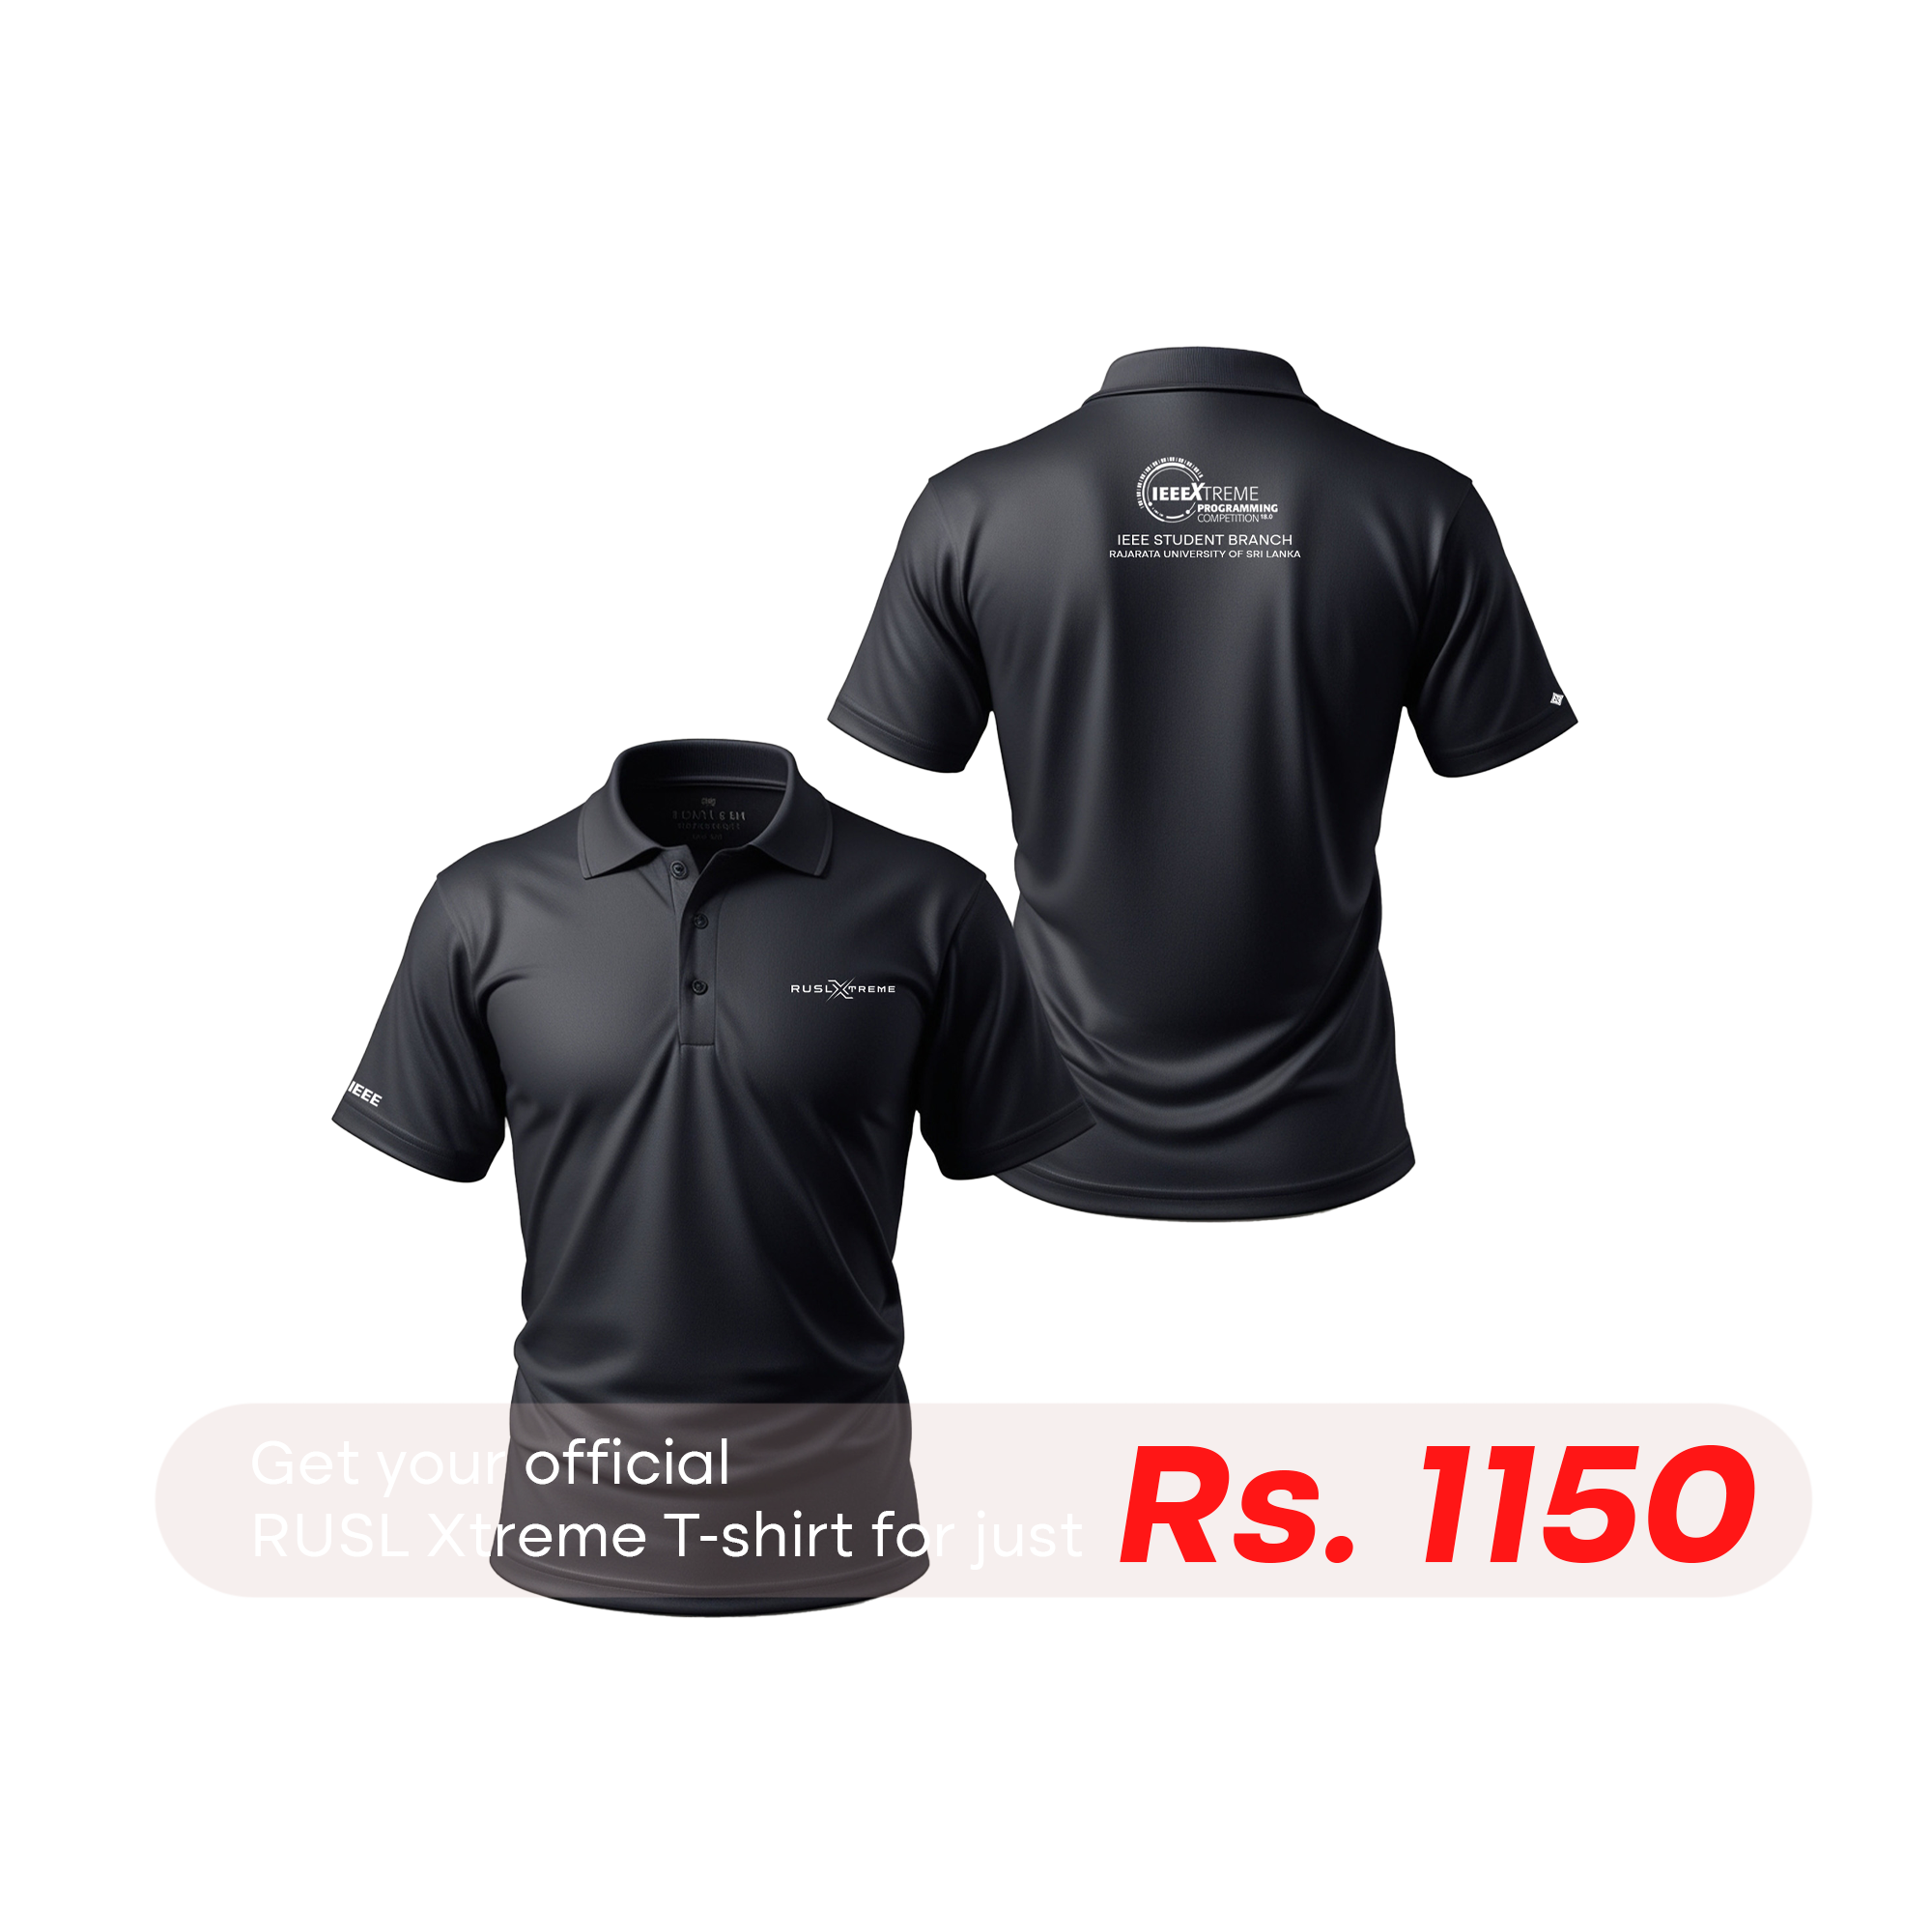 IEEEXTREME
PROGRAMMING
COMPETITION 18.0
IEEE STUDENT BRANCH
RAJARATA UNIVERSITY OF SRI LANKA
RUSLXTREME
IEEE
Get your official
RUSL Xtreme T-shirt for just
Rs. 1150